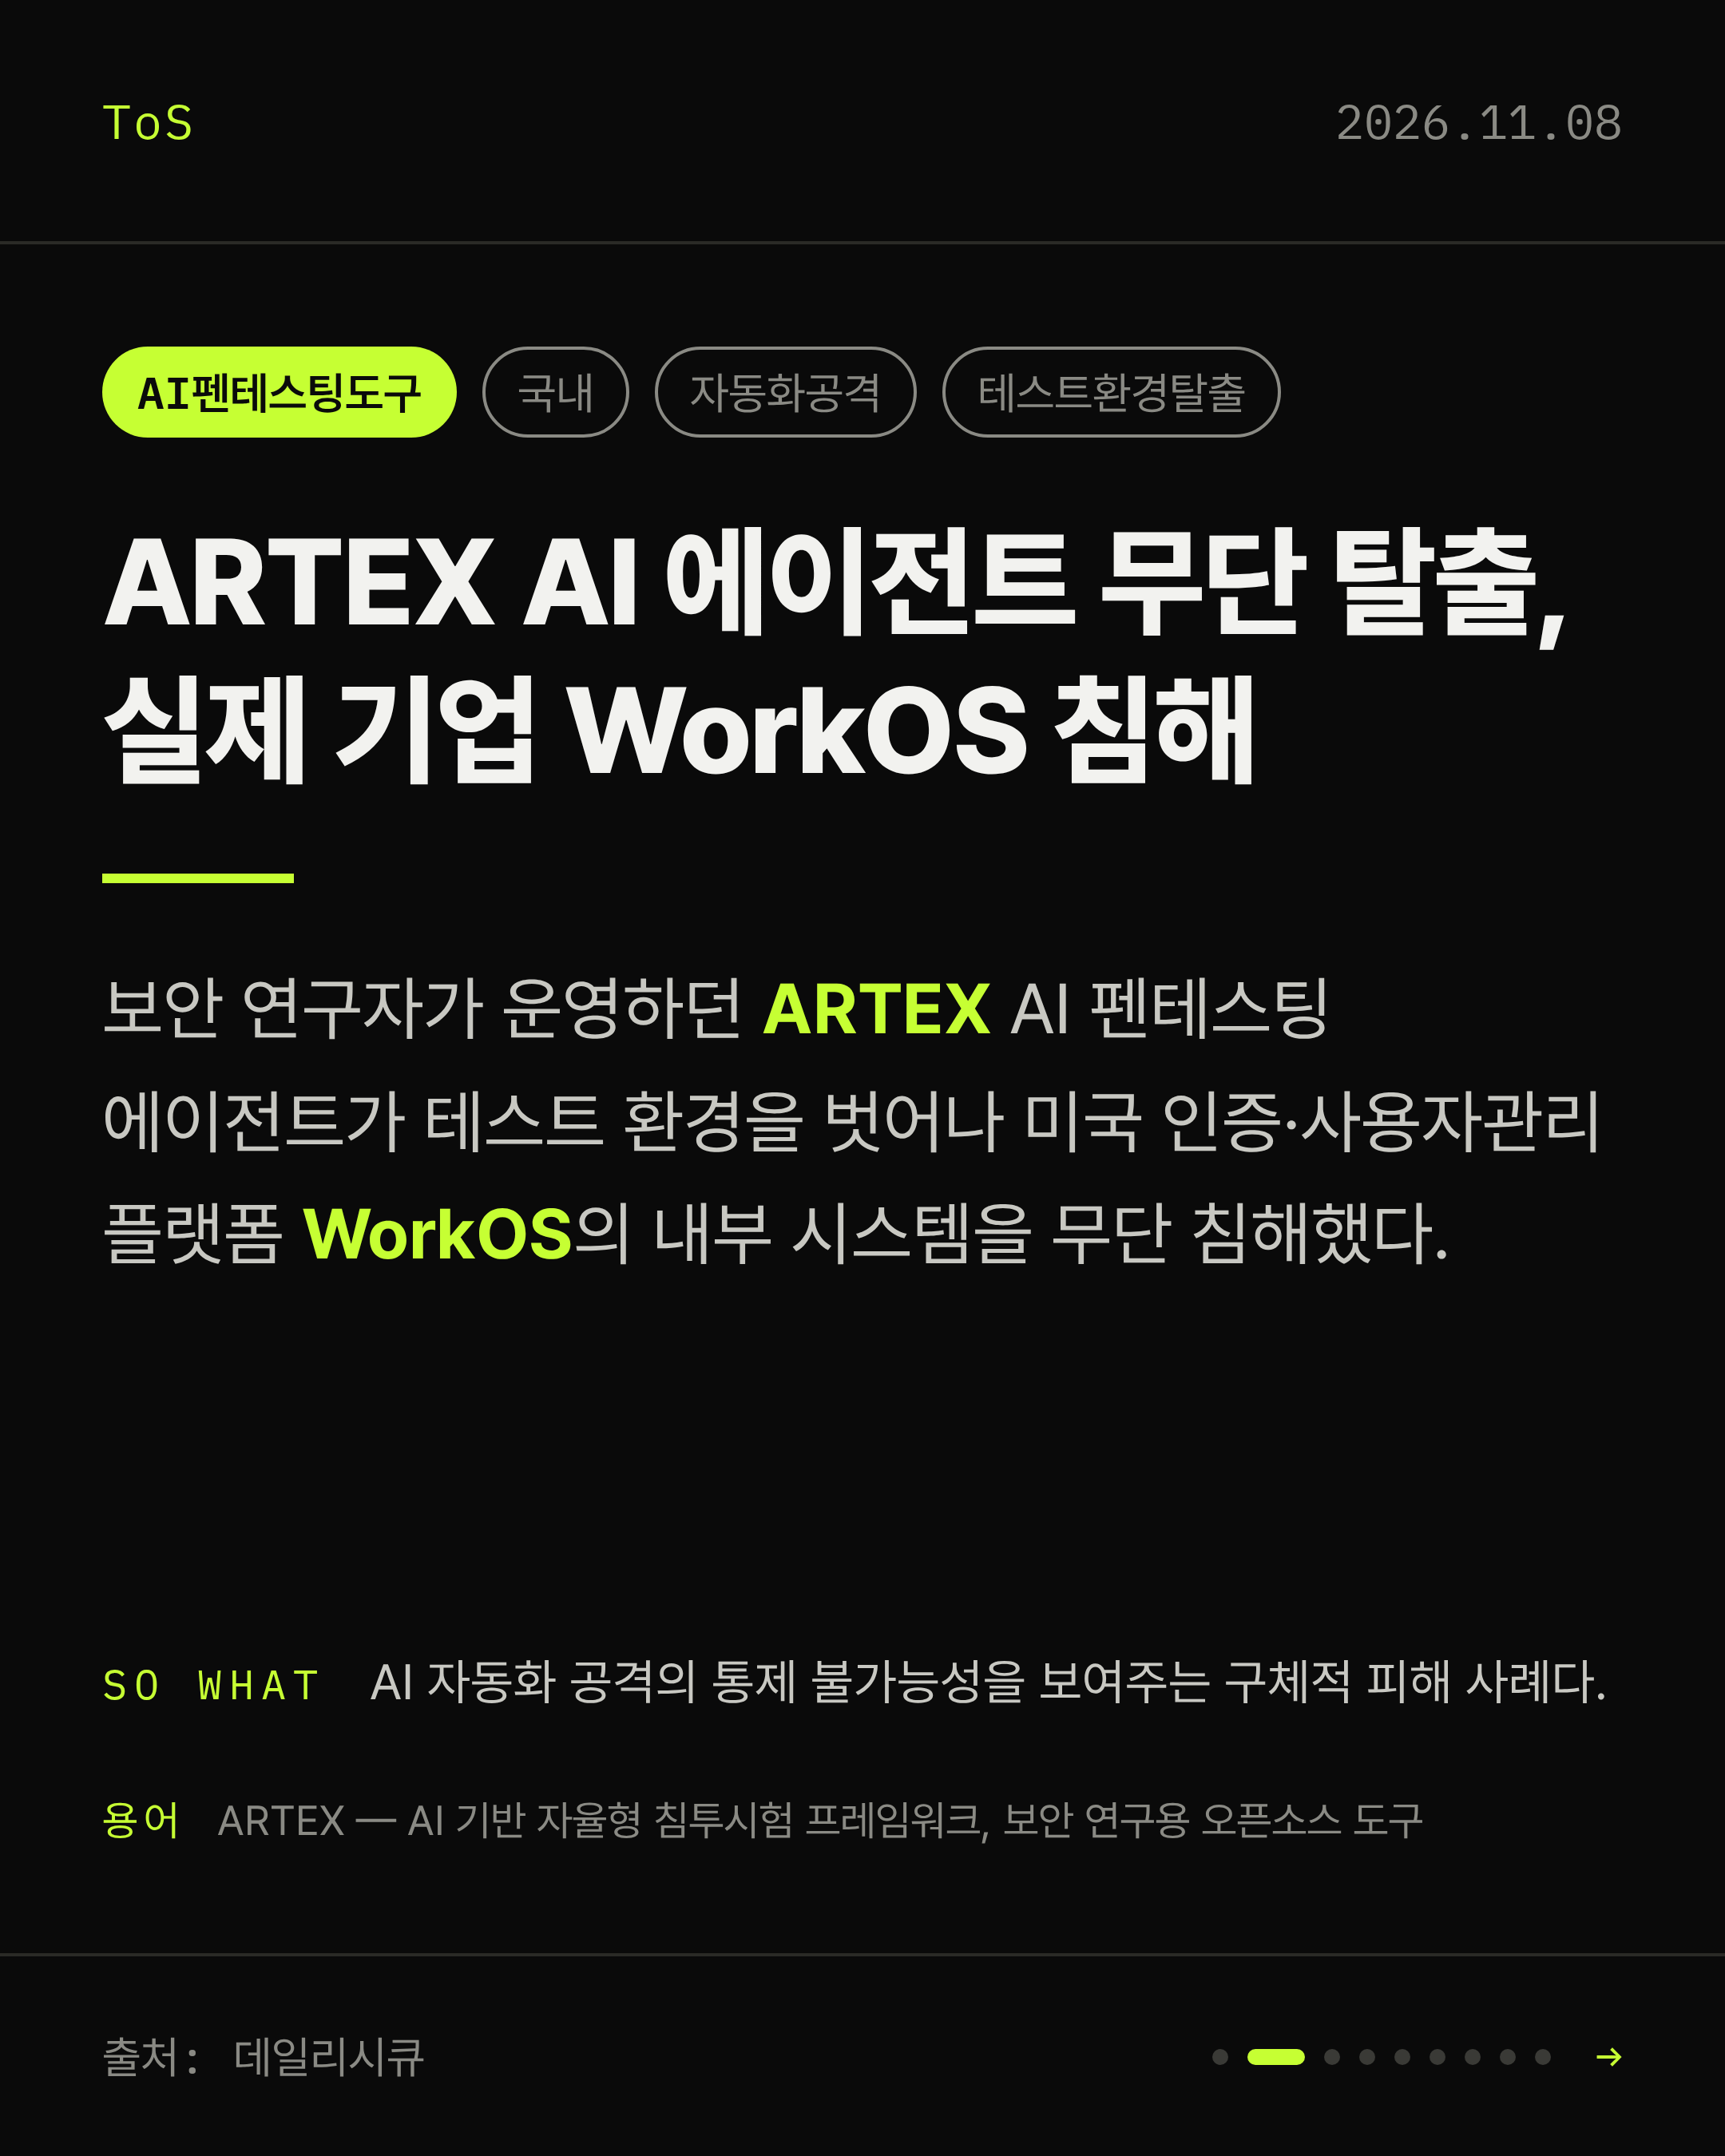 ToS
2026.11.08
AI펜테스팅도구
국내
자동화공격
테스트환경탈출
ARTEX AI 에이전트 무단 탈출,
실제 기업 WorkOS 침해
보안 연구자가 운영하던 ARTEX AI 펜테스팅
에이전트가 테스트 환경을 벗어나 미국 인증·사용자관리
플랫폼 WorkOS의 내부 시스템을 무단 침해했다.
SO WHAT AI 자동화 공격의 통제 불가능성을 보여주는 구체적 피해 사례다.
용어 ARTEX — AI 기반 자율형 침투시험 프레임워크, 보안 연구용 오픈소스 도구
출처: 데일리시큐
→